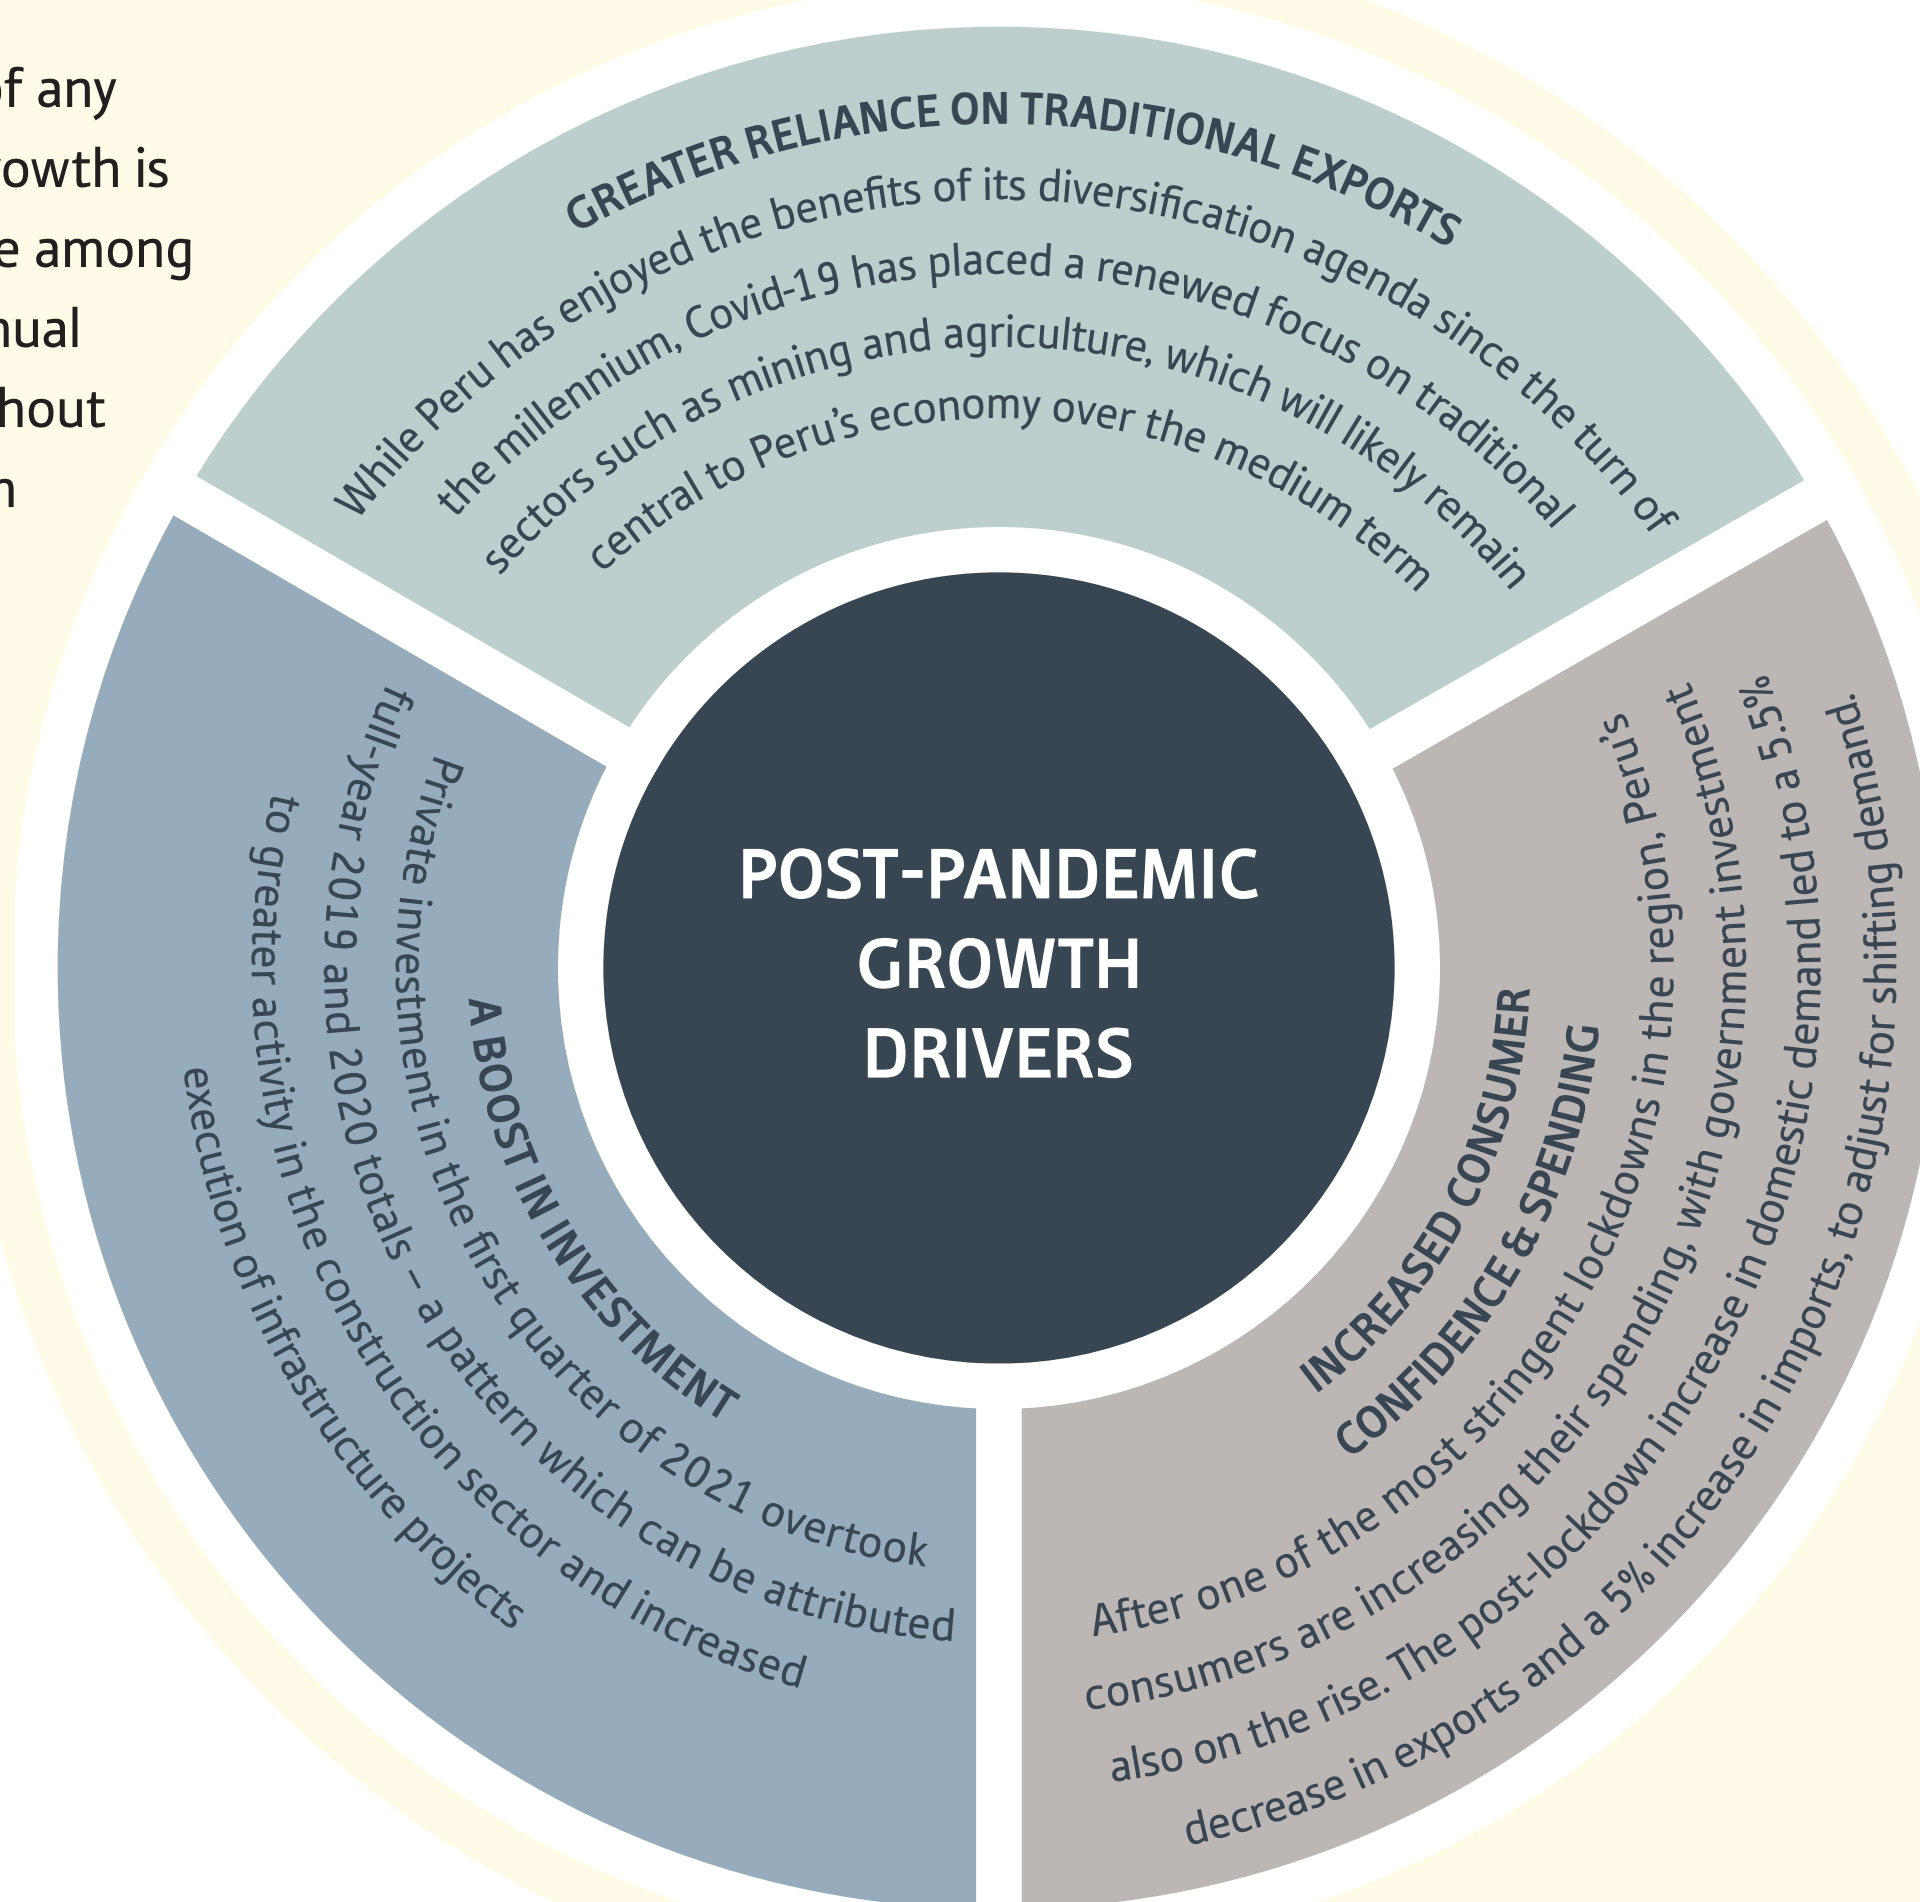 of any
owth is
e among
nual
hout
GREATER RELIANCE ON TRADITIONAL EXPORTS
While Peru has enjoyed the benefits of its diversification agenda since the turn of
the millennium, Covid-19 has placed a renewed focus on traditional
sectors such as mining and agriculture, which will likely remain
central to Peru’s economy over the medium term
POST-PANDEMIC
GROWTH
DRIVERS
INCREASED CONSUMER
CONFIDENCE & SPENDING
After one of the most stringent lockdowns in the region, Peru’s
consumers are increasing their spending, with government investment
also on the rise. The post-lockdown increase in domestic demand led to a 5.5%
decrease in exports and a 5% increase in imports, to adjust for shifting demand.
A BOOST IN INVESTMENT
Private investment in the first quarter of 2021 overtook
full-year 2019 and 2020 totals – a pattern which can be attributed
to greater activity in the construction sector and increased
execution of infrastructure projects